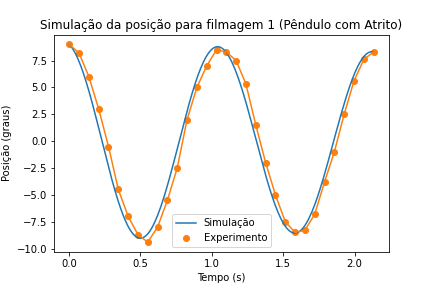 Simulação da posição para filmagem 1 (Pêndulo com Atrito)
Posição (graus)
7.5
5.0
2.5
0.0
−2.5
−5.0
−7.5
−10.0
Simulação
Experimento
0.0 0.5 1.0 1.5 2.0
Tempo (s)